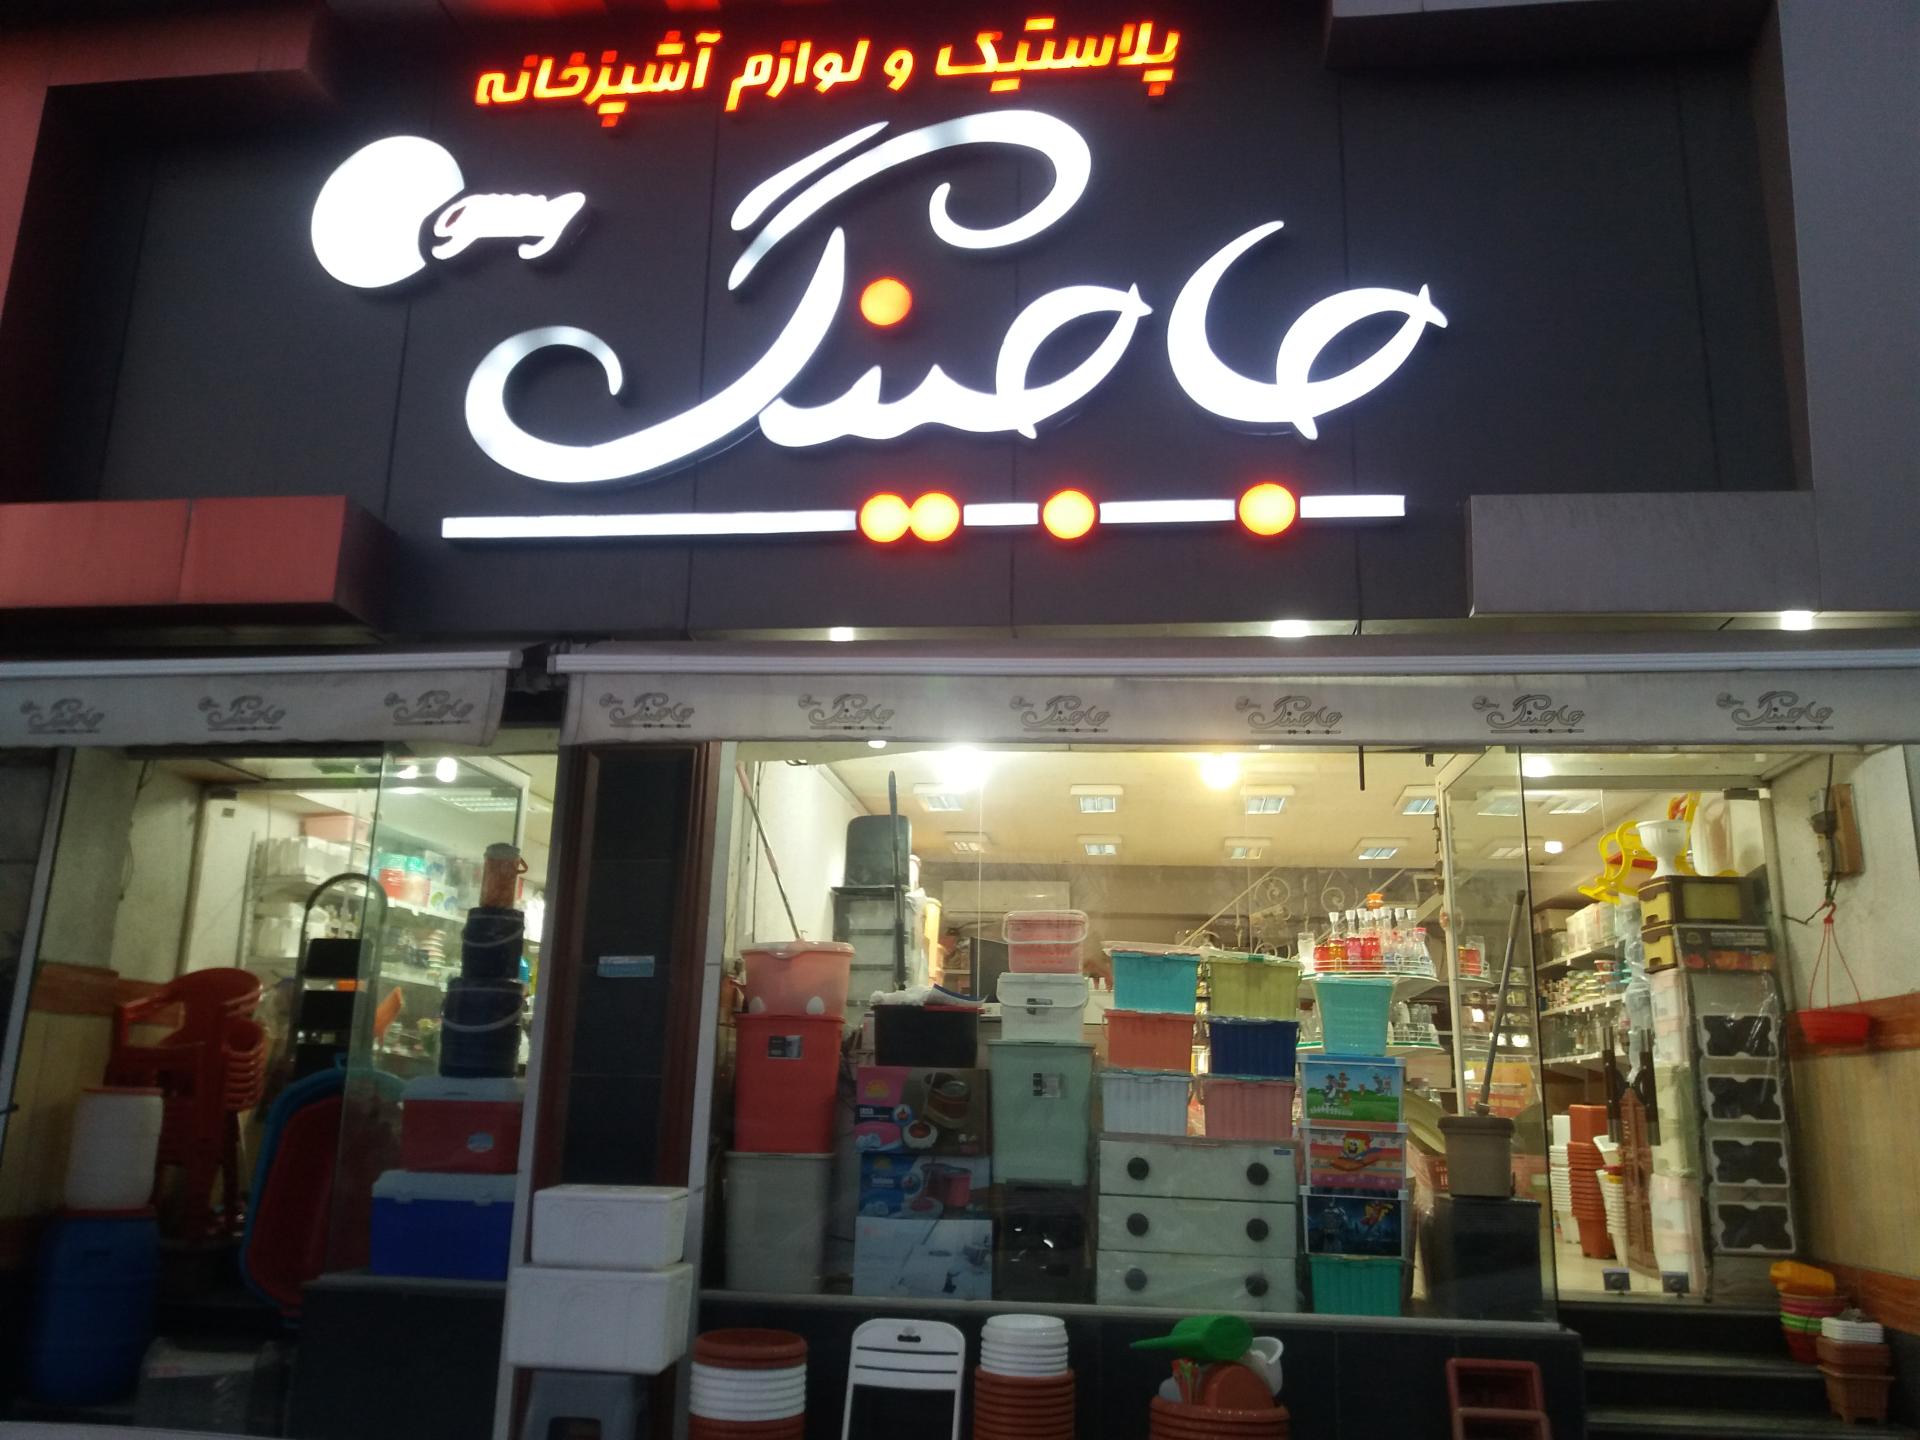 پلاستیک و لوازم آشپزخانه
جاجینگ